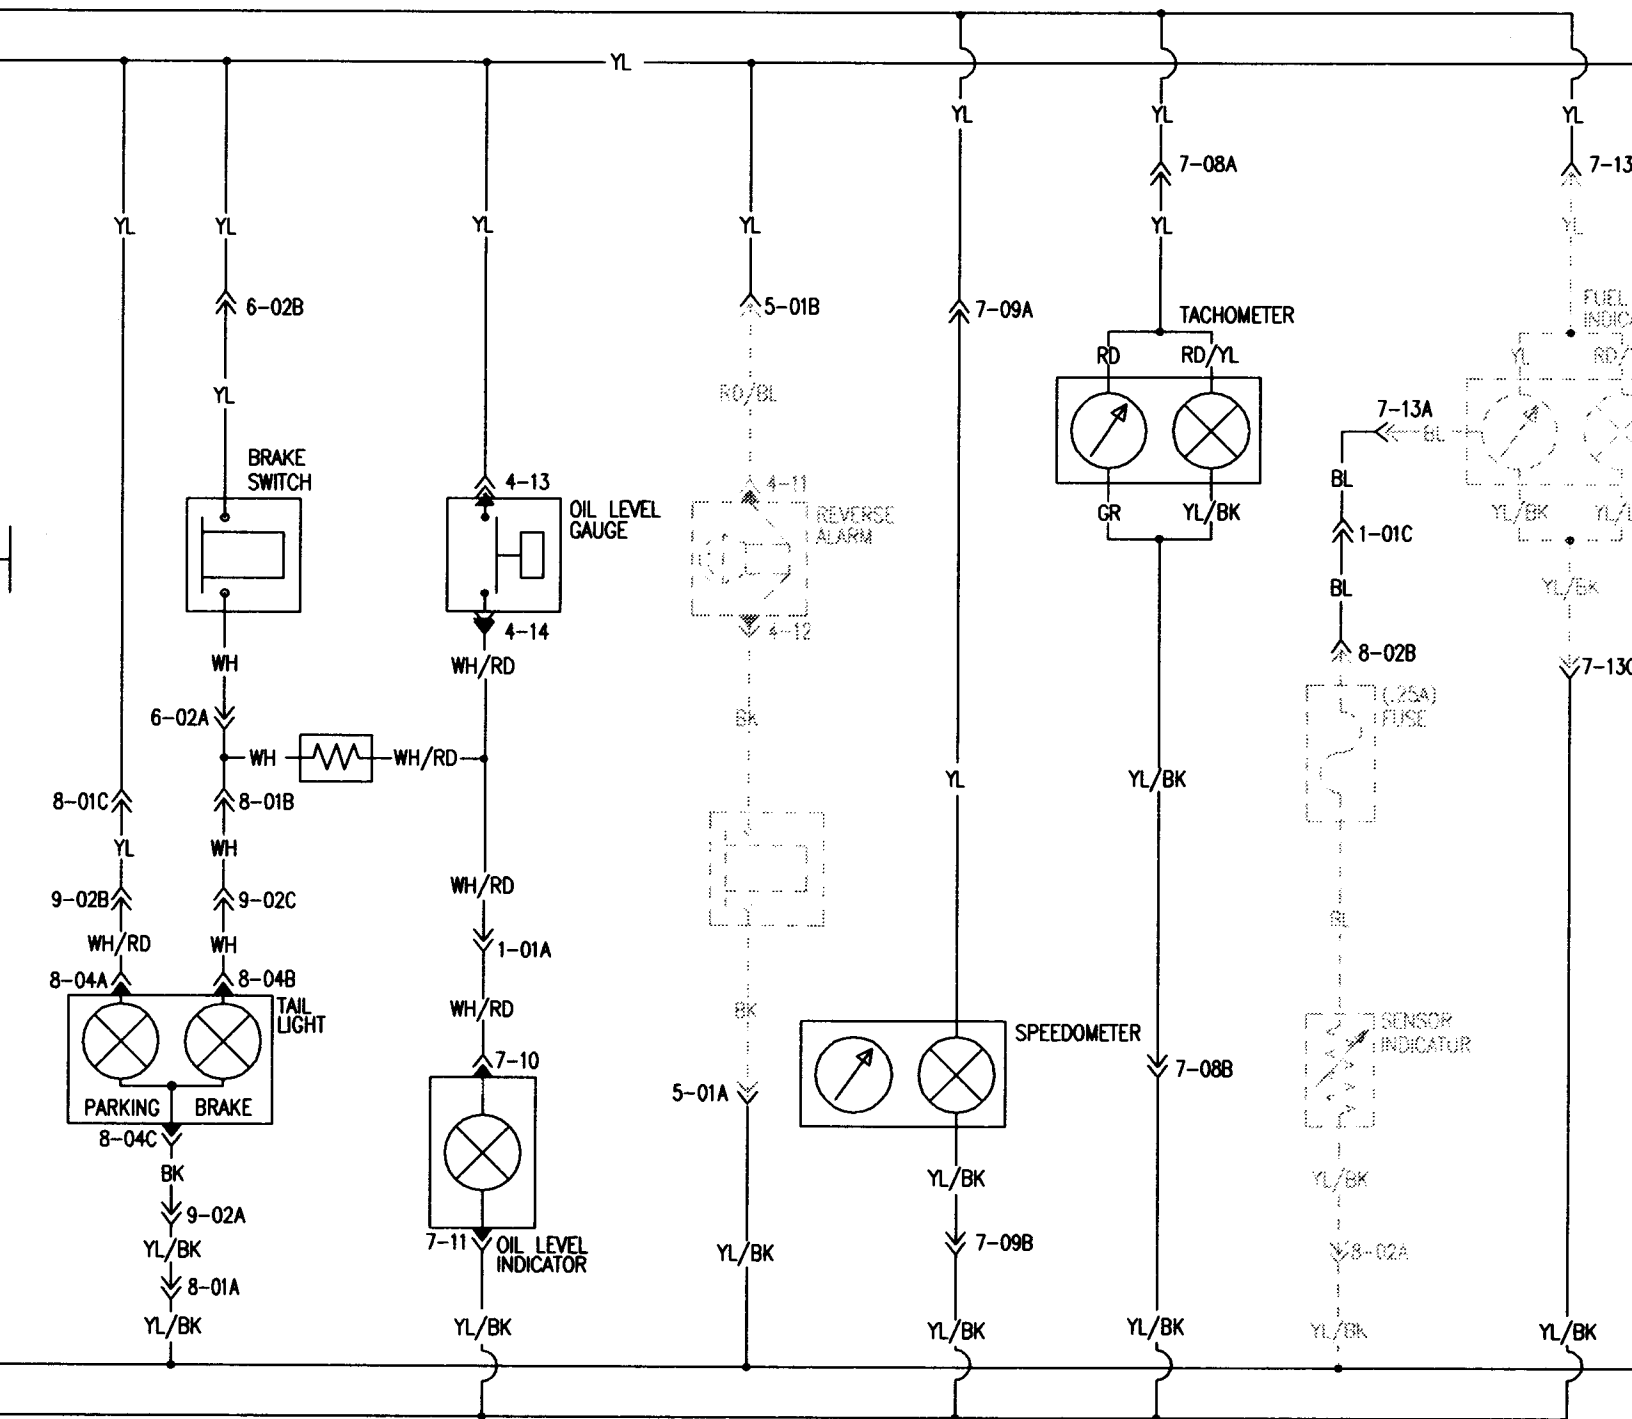 YL
YL
YL
7-08A
YL
7-13
YL
YL
YL
YL
YL
YL
6-02B
5-01B
7-09A
TACHOMETER
FUEL
RD
RD/YL
YL
YL
RD/BL
7-13A
BL
BRAKE
SWITCH
4-13
4-11
BL
OIL LEVEL
GAUGE
REVERSE
ALARM
GR
YL/BK
YL/BK
1-01C
BL
YL/BK
4-14
4-12
WH
WH/RD
8-02B
7-13C
6-02A
BK
(.25A)
FUSE
WH
WH/RD
YL
YL/BK
8-01C
8-01B
YL
WH
WH/RD
9-02B
9-02C
BL
WH/RD
WH
1-01A
8-04A
8-04B
TAIL
LIGHT
WH/RD
BK
SPEEDOMETER
SENSOR
INDICATUR
7-10
7-08B
5-01A
PARKING
BRAKE
8-04C
BK
YL/BK
YL/BK
9-02A
7-11
OIL LEVEL
INDICATOR
7-09B
8-02A
YL/BK
YL/BK
8-01A
YL/BK
YL/BK
YL/BK
YL/BK
YL/BK
YL/BK